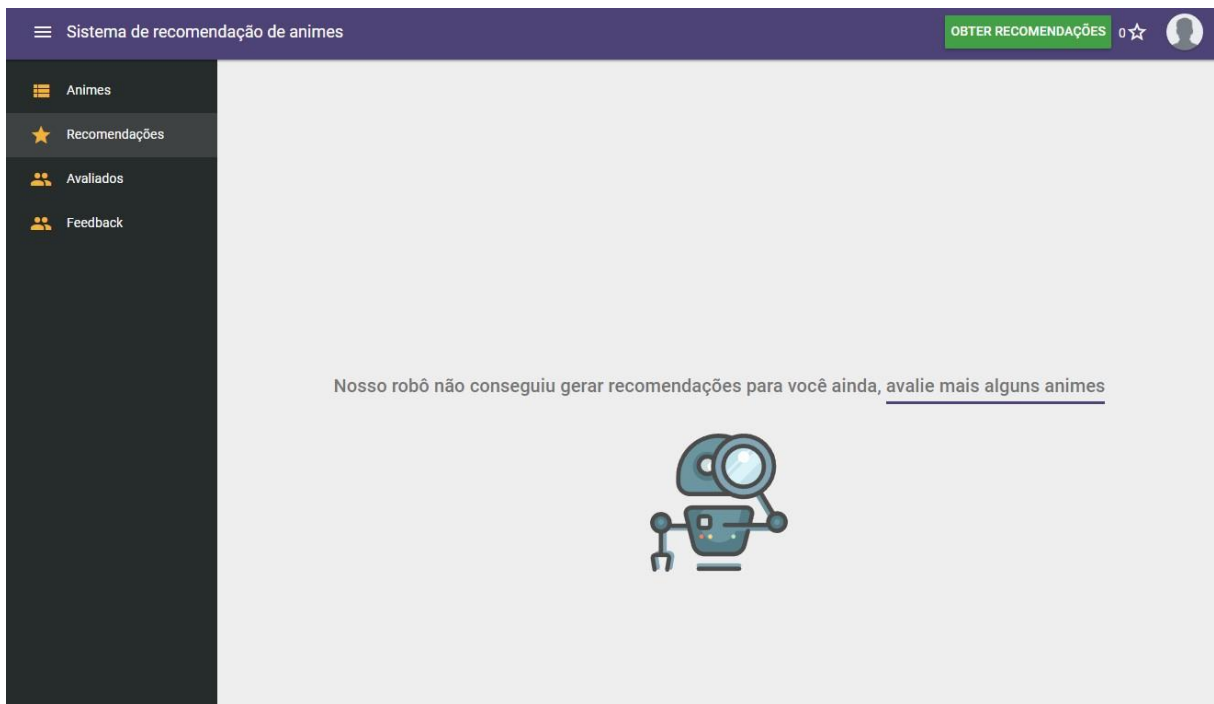 Sistema de recomendação de animes
OBTER RECOMENDAÇÕES 0
Animes
Recomendações
Avaliados
Feedback
Nosso robô não conseguiu gerar recomendações para você ainda, avalie mais alguns animes